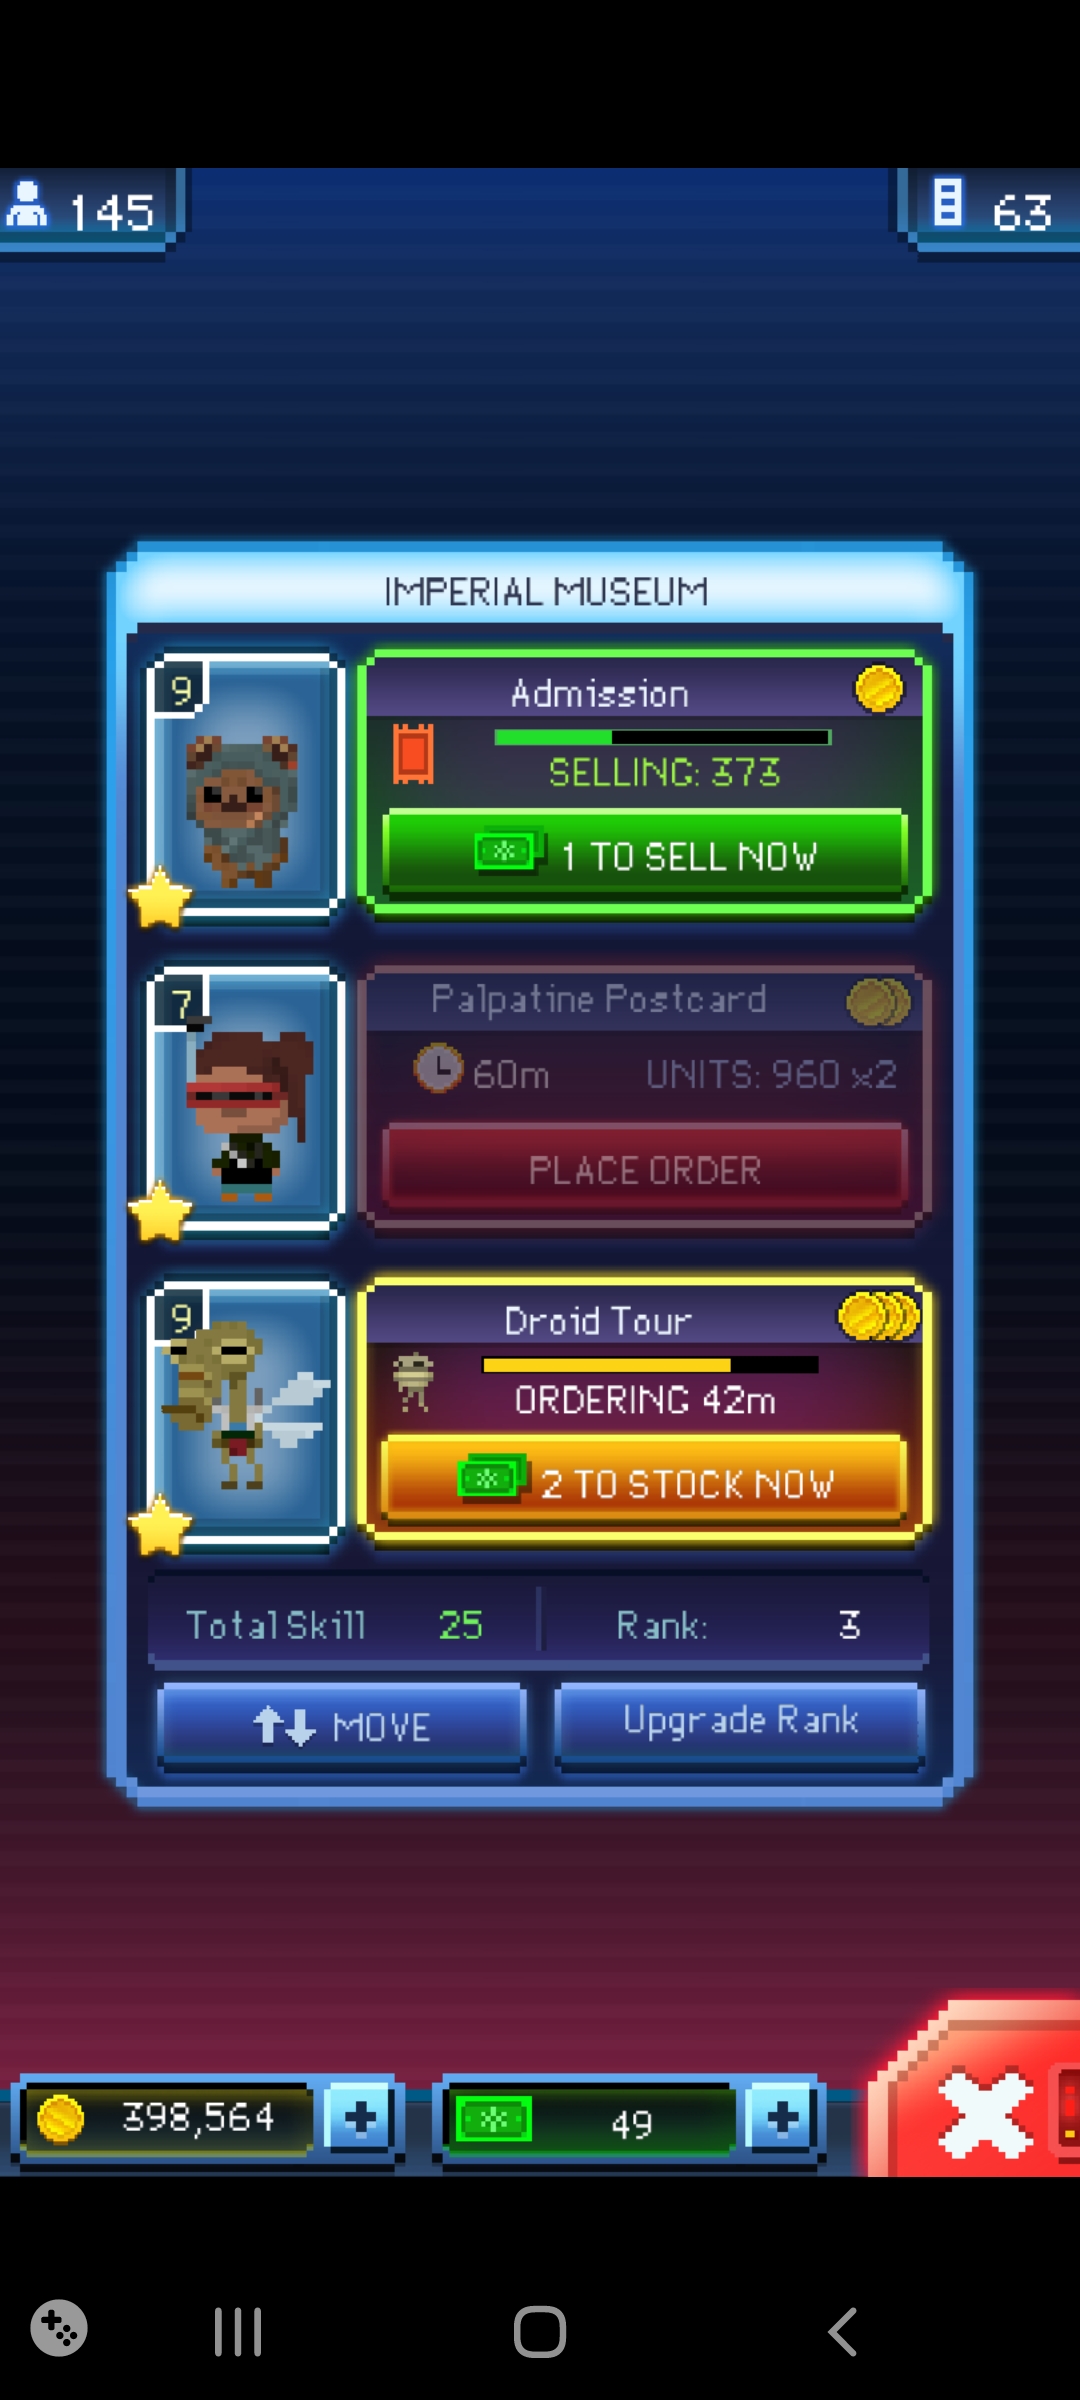 145
63
IMPERIAL MUSEUM
9
Admission
SELLING: 373
1 TO SELL NOW
7
Palpatine Postcard
60m UNITS: 960 x2
PLACE ORDER
9
Droid Tour
ORDERING 42m
2 TO STOCK NOW
Total Skill 25 Rank: 3
MOVE Upgrade Rank
398,564 + 49 +